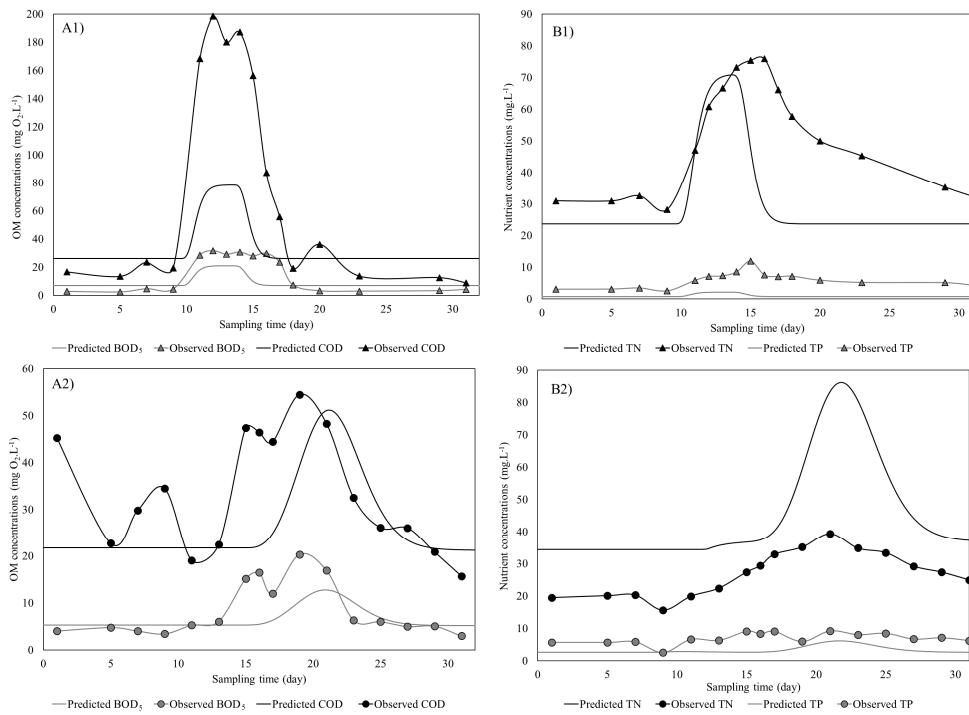 A1)
OM concentrations (mg O₂.L⁻¹)
200
180
160
140
120
100
80
60
40
20
0
0 5 10 15 20 25 30
Sampling time (day)
Predicted BOD₅ Observed BOD₅ Predicted COD Observed COD
B1)
Nutrient concentrations (mg.L⁻¹)
90
80
70
60
50
40
30
20
10
0
0 5 10 15 20 25 30
Sampling time (day)
Predicted TN Observed TN Predicted TP Observed TP
A2)
OM concentrations (mg O₂.L⁻¹)
60
50
40
30
20
10
0
0 5 10 15 20 25 30
Sampling time (day)
Predicted BOD₅ Observed BOD₅ Predicted COD Observed COD
B2)
Nutrient concentrations (mg.L⁻¹)
90
80
70
60
50
40
30
20
10
0
0 5 10 15 20 25 30
Sampling time (day)
Predicted TN Observed TN Predicted TP Observed TP